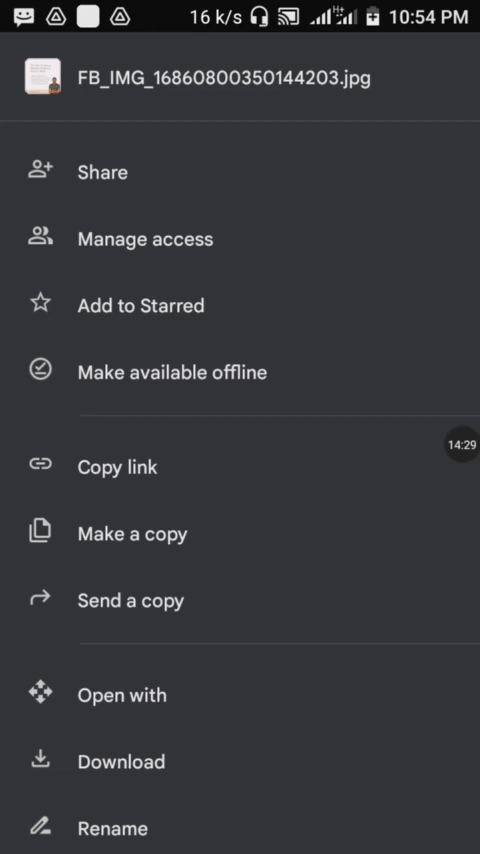 16 k/s H+ 10:54 PM
FB_IMG_16860800350144203.jpg
Share
Manage access
Add to Starred
Make available offline
14:29
Copy link
Make a copy
Send a copy
Open with
Download
Rename